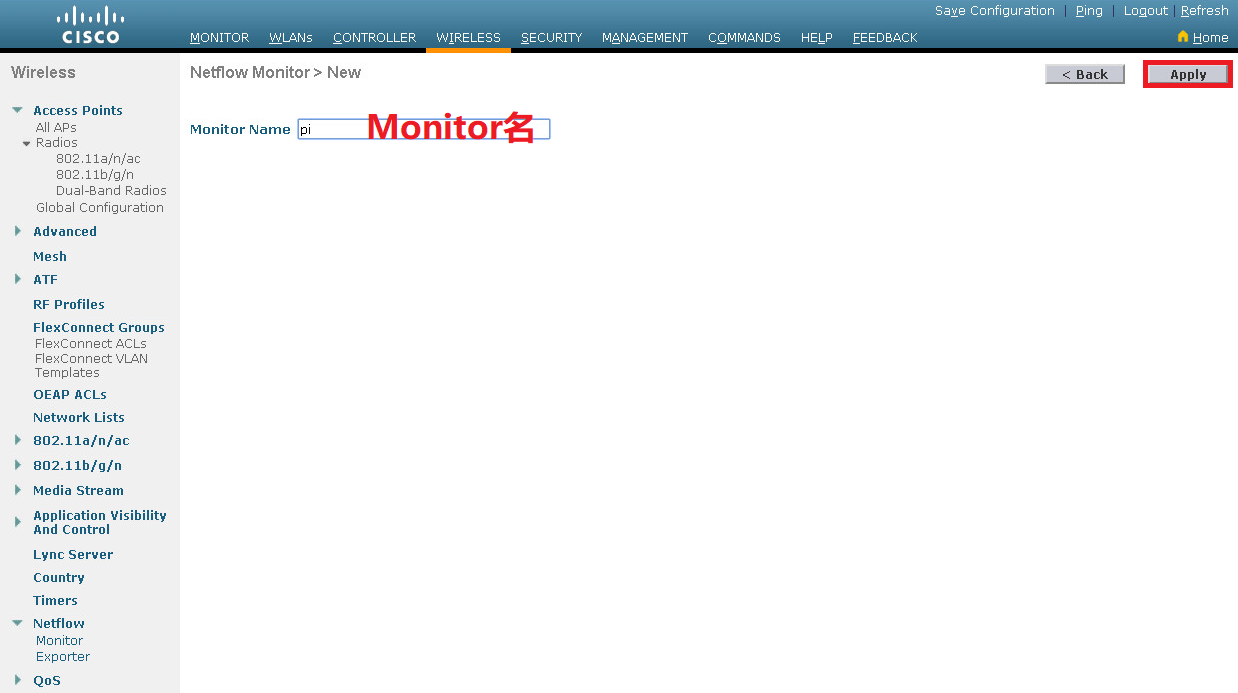 Save Configuration | Ping | Logout | Refresh
CISCO
MONITOR WLANs CONTROLLER WIRELESS SECURITY MANAGEMENT COMMANDS HELP FEEDBACK Home
Wireless
Access Points
All APs
Radios
802.11a/n/ac
802.11b/g/n
Dual-Band Radios
Global Configuration
Advanced
Mesh
ATF
RF Profiles
FlexConnect Groups
FlexConnect ACLs
FlexConnect VLAN
Templates
OEAP ACLs
Network Lists
802.11a/n/ac
802.11b/g/n
Media Stream
Application Visibility
And Control
Lync Server
Country
Timers
Netflow
Monitor
Exporter
QoS
Netflow Monitor > New
< Back Apply
Monitor Name pi Monitor名